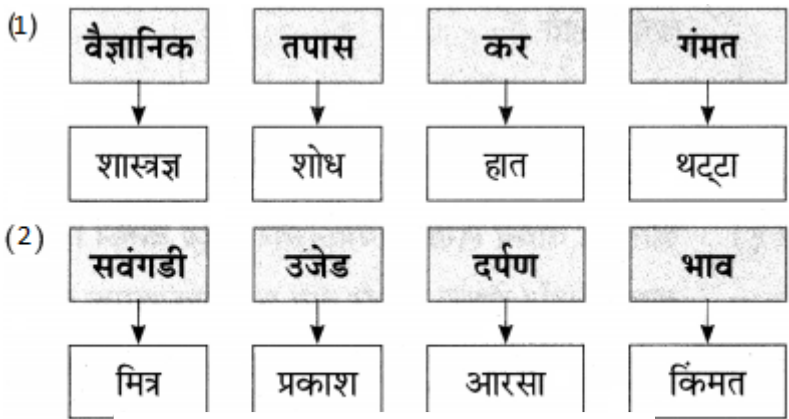 (1) वैज्ञानिक तपास कर गंमत
शास्त्रज्ञ शोध हात थट्टा
(2) सवंगडी उजेड दर्पण भाव
मित्र प्रकाश आरसा किंमत